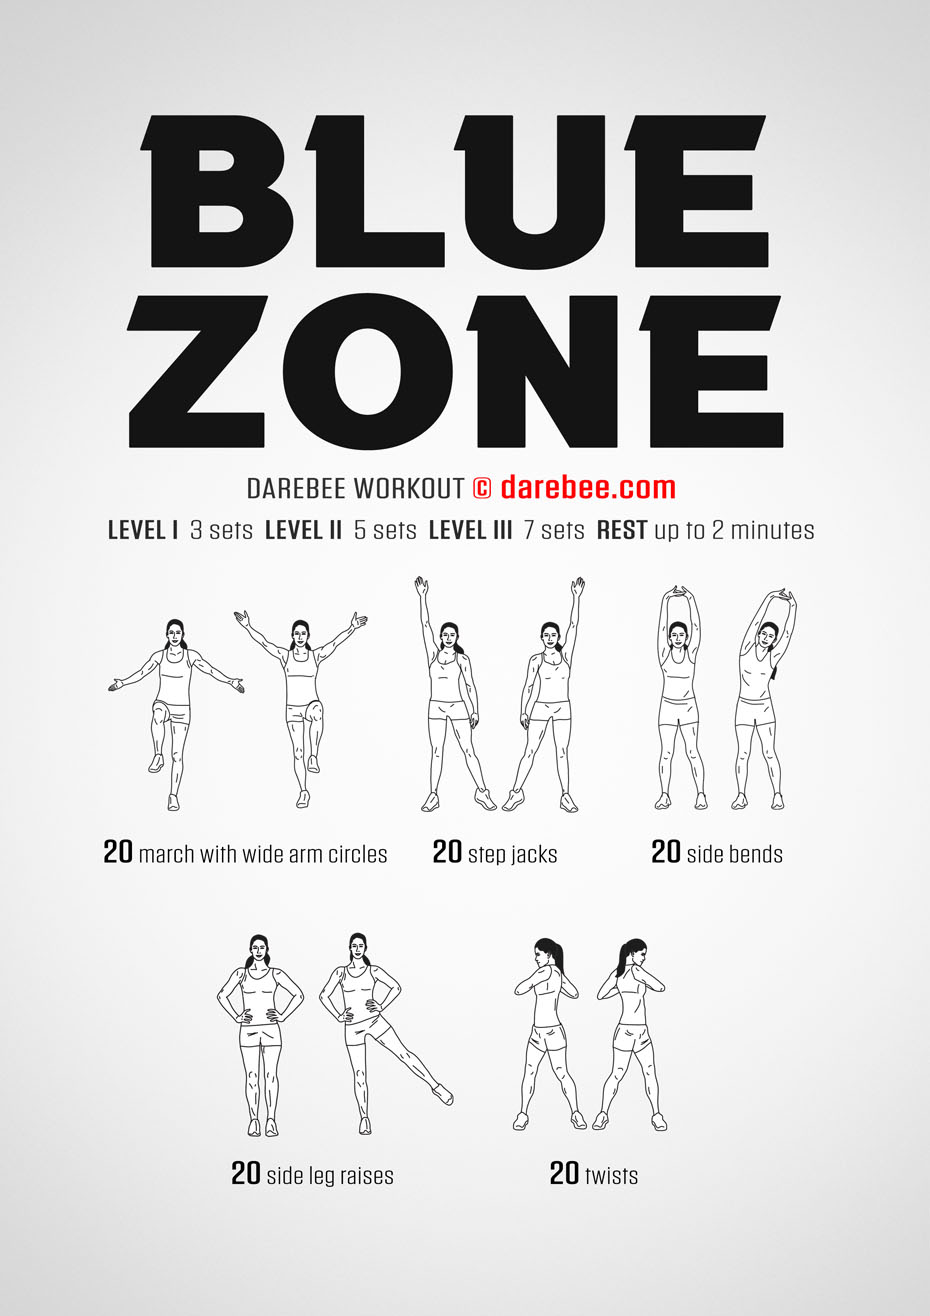 BLUE
ZONE
DAREBEE WORKOUT © darebee.com
LEVEL I 3 sets LEVEL II 5 sets LEVEL III 7 sets REST up to 2 minutes
20 march with wide arm circles
20 step jacks
20 side bends
20 side leg raises
20 twists